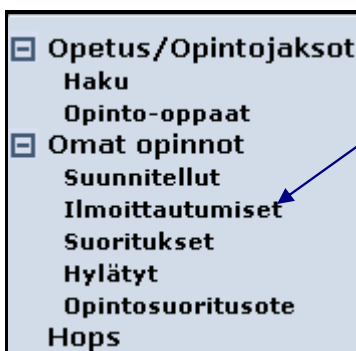 Opetus/Opintojaksot
Haku
Opinto-oppaat
Omat opinnot
Suunnitellut
Ilmoittautumiset
Suoritukset
Hylätyt
Opintosuoritusote
Hops